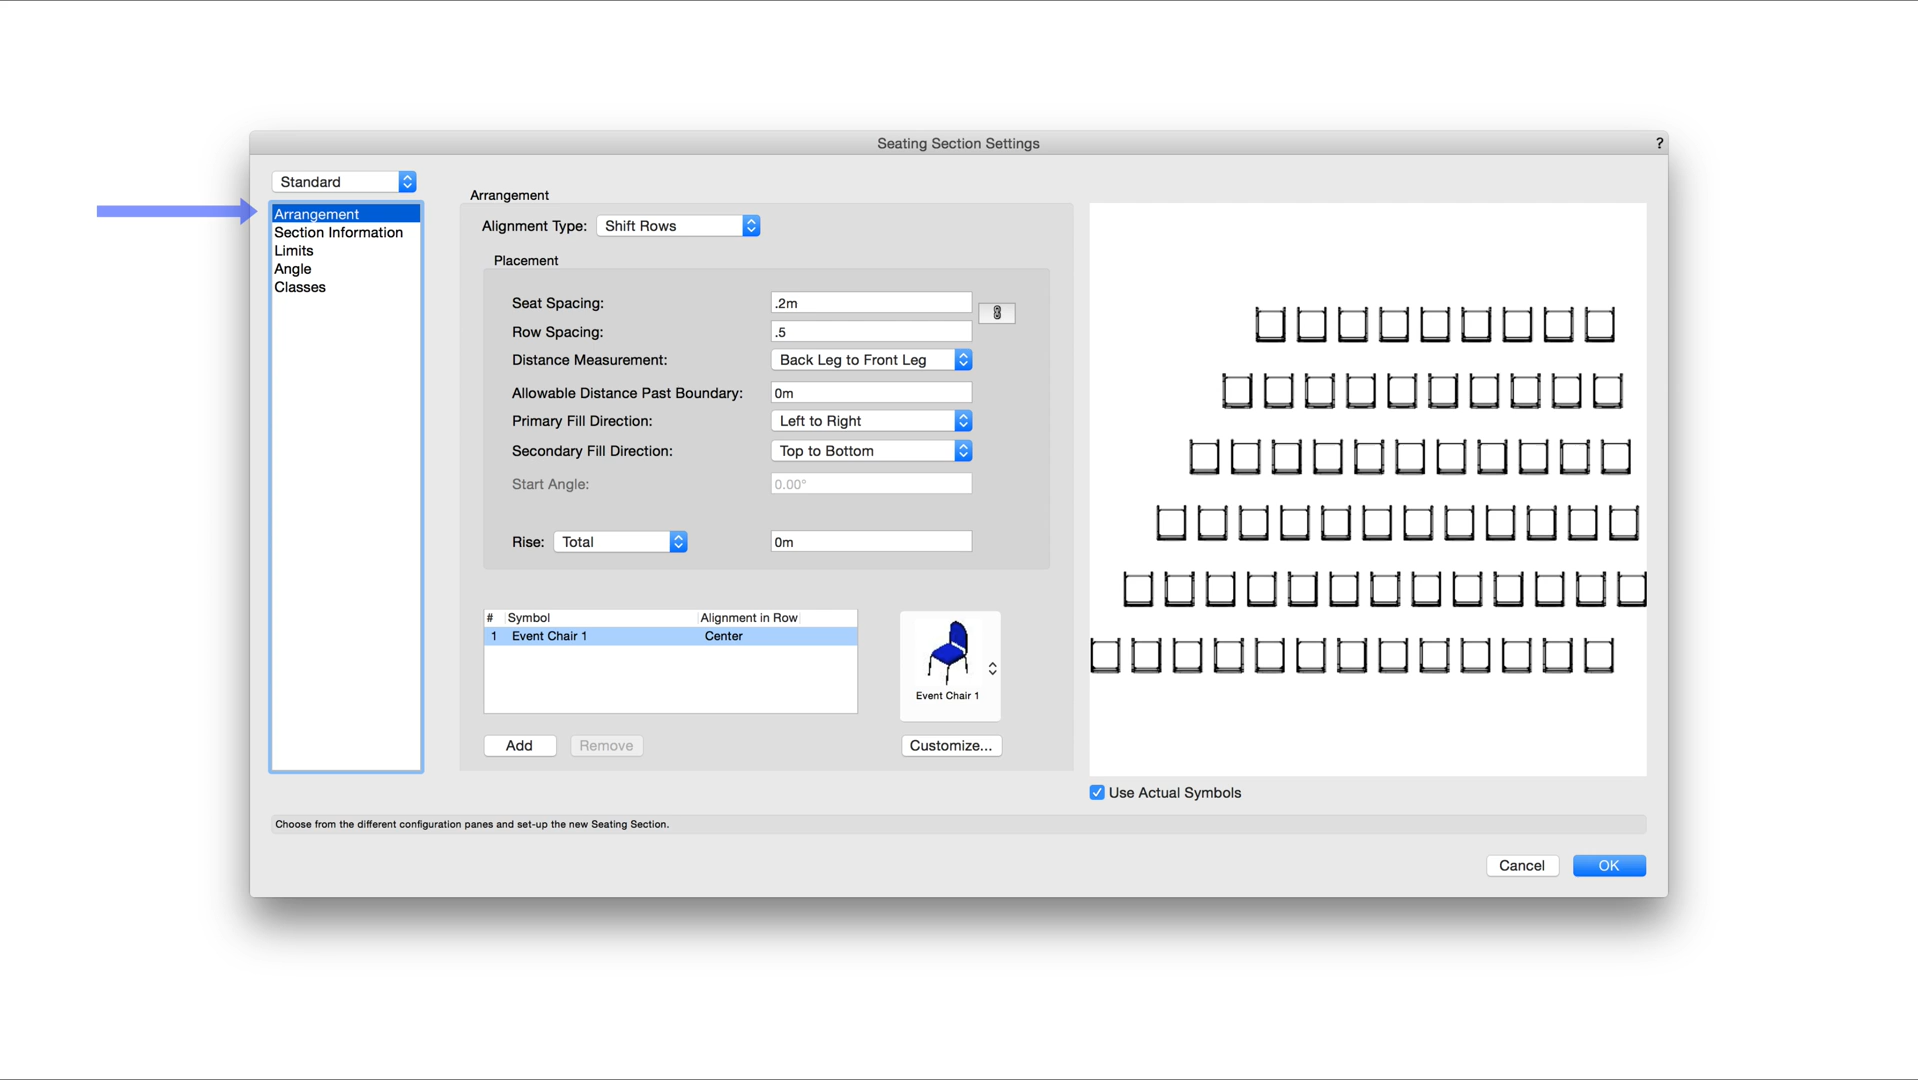 Seating Section Settings
?
Standard
Arrangement
Section Information
Limits
Angle
Classes
Arrangement
Alignment Type: Shift Rows
Placement
Seat Spacing: .2m
Row Spacing: .5
Distance Measurement: Back Leg to Front Leg
Allowable Distance Past Boundary: 0m
Primary Fill Direction: Left to Right
Secondary Fill Direction: Top to Bottom
Start Angle: 0.00°
Rise: Total 0m
# Symbol Alignment in Row
1 Event Chair 1 Center
Event Chair 1
Add Remove Customize...
Use Actual Symbols
Choose from the different configuration panes and set-up the new Seating Section.
Cancel OK